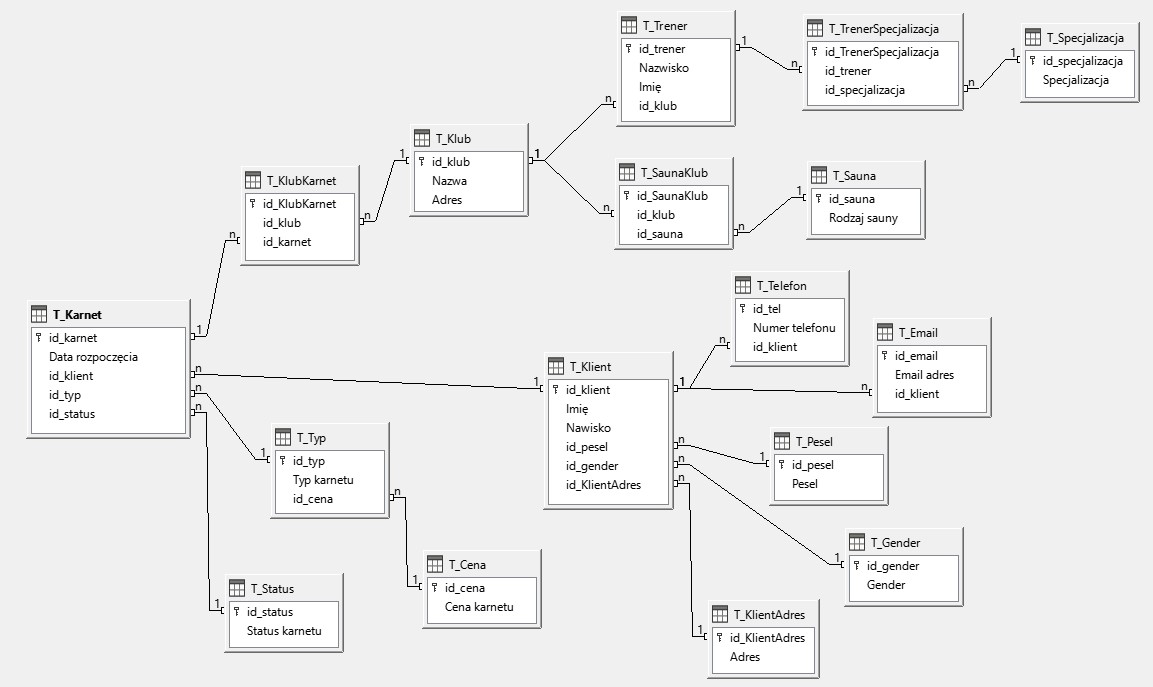 T_Trener
id_trener
Nazwisko
Imię
id_klub
T_TrenerSpecjalizacja
id_TrenerSpecjalizacja
id_trener
id_specjalizacja
T_Specjalizacja
id_specjalizacja
Specjalizacja
1
n
1
n
n
T_Klub
id_klub
Nazwa
Adres
1
1
n
T_SaunaKlub
id_SaunaKlub
id_klub
id_sauna
n
1
T_Sauna
id_sauna
Rodzaj sauny
T_KlubKarnet
id_KlubKarnet
id_klub
id_karnet
n
n
T_Karnet
id_karnet
Data rozpoczęcia
id_klient
id_typ
id_status
1
n
n
n
T_Telefon
id_tel
Numer telefonu
id_klient
n
T_Email
id_email
Email adres
id_klient
n
T_Klient
id_klient
Imię
Nawisko
id_pesel
id_gender
id_KlientAdres
1
1
n
n
n
T_Typ
id_typ
Typ karnetu
id_cena
1
n
T_Pesel
id_pesel
Pesel
1
T_Gender
id_gender
Gender
1
T_Cena
id_cena
Cena karnetu
1
T_Status
id_status
Status karnetu
1
T_KlientAdres
id_KlientAdres
Adres
1